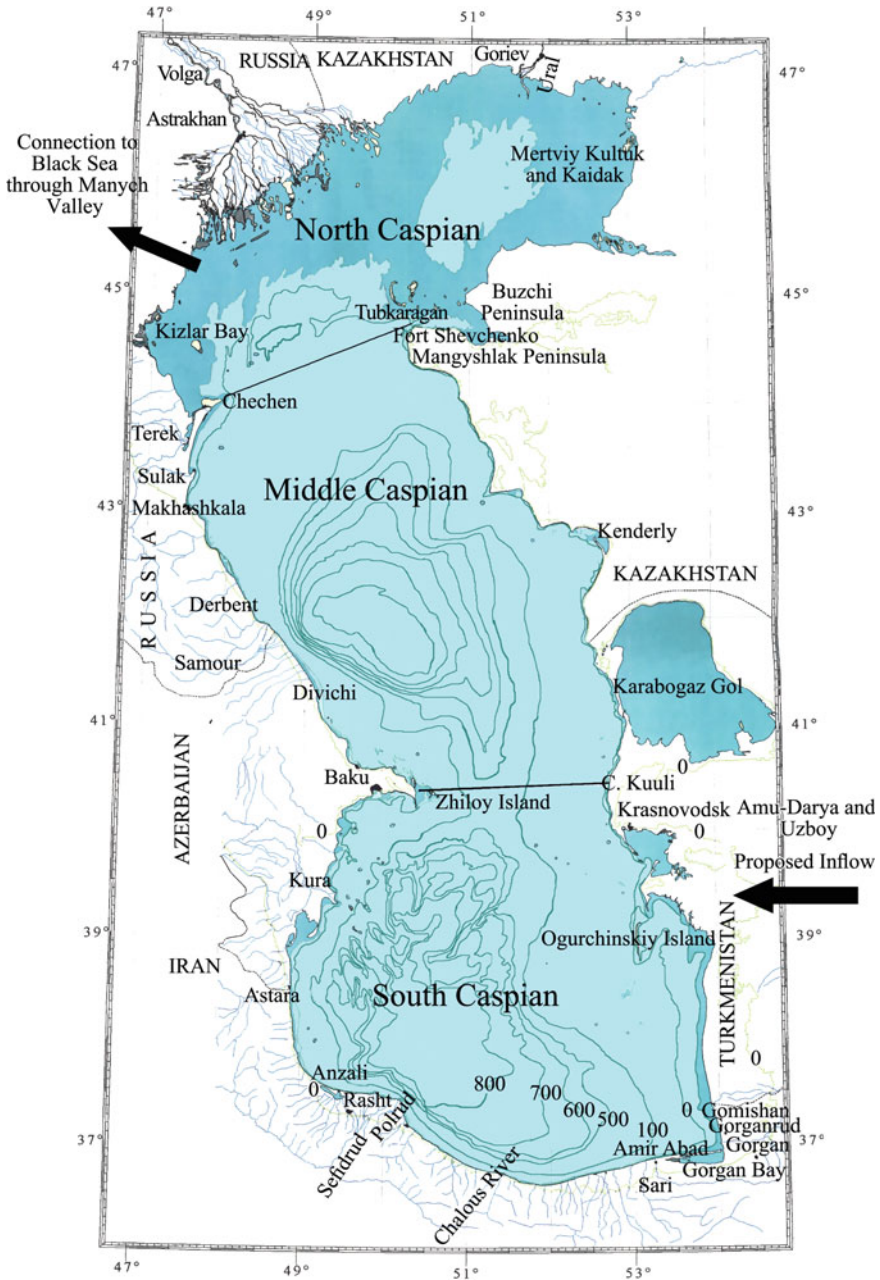 47°
49°
51°
53°
47°
47°
RUSSIA KAZAKHSTAN
Goriev
Ural
Volga
Astrakhan
Connection to
Black Sea
through Manych
Valley
Mertviy Kultuk
and Kaidak
North Caspian
45°
45°
Buzachi
Peninsula
Tubkaragan
Kizlar Bay
Fort Shevchenko
Mangyshlak Peninsula
Chechen
Terek
Sulak
Middle Caspian
Makhashkala
43°
43°
Kenderly
RUSSIA
KAZAKHSTAN
Derbent
Samour
Karabogaz Gol
Divichi
41°
41°
AZERBAIJAN
Baku
0
C. Kuuli
Zhiloy Island
Krasnovodsk
Amu-Darya and
Uzboy
0
0
Proposed Inflow
Kura
39°
39°
Ogurchinskiy Island
TURKMENISTAN
IRAN
Astara
South Caspian
0
Anzali
0
Rasht
800
700
600
500
100
0
Gomishan
Gorganrud
Gorgan
Sefidrud
Polrud
37°
37°
Amir Abad
Gorgan Bay
Chalous River
Sari
47°
49°
51°
53°